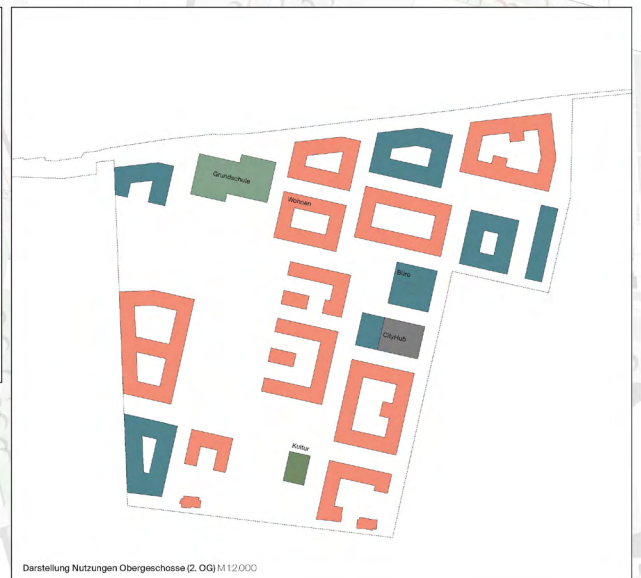 Grundschule
Wohnen
Büro
CityHub
Kultur
Darstellung Nutzungen Obergeschosse (2. OG) M 1:2.000